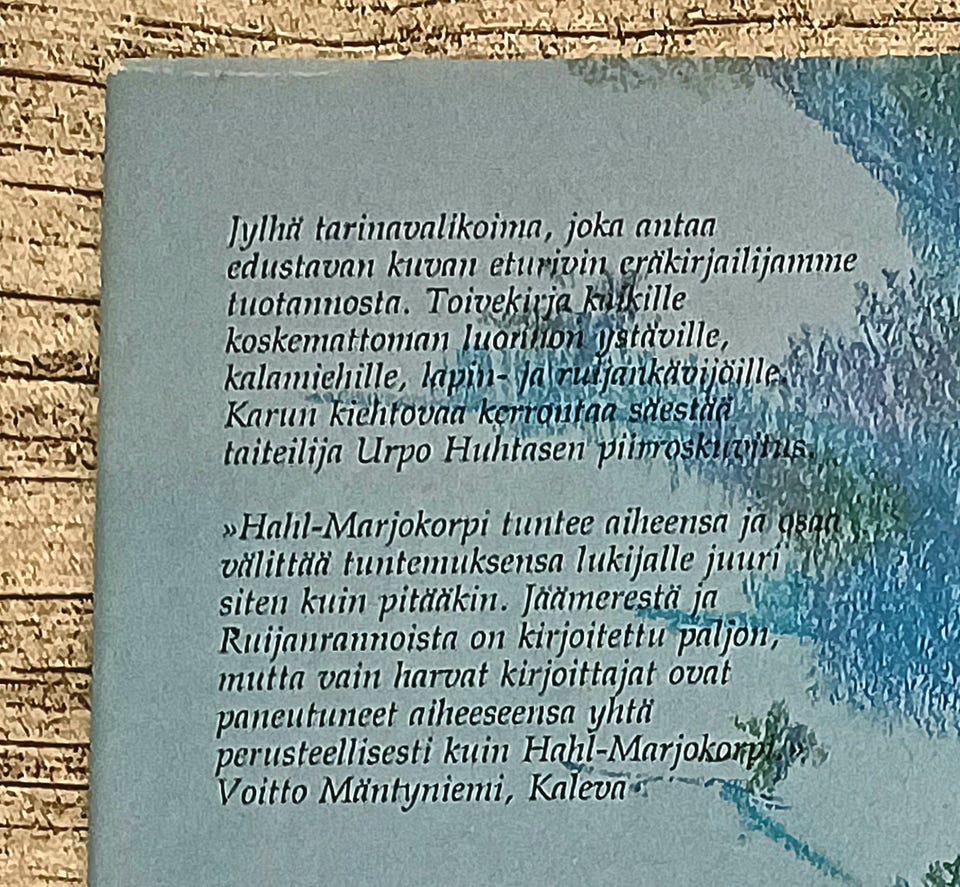 Jylhä tarinavalikoima, joka antaa
edustavan kuvan eturivin eräkirjailijamme
tuotannosta. Toivekirja kaikille
koskemattoman luonnon ystäville,
kalamiehille, lapin- ja ruijankävijöille.
Karun kiehtovaa kerrontaa säestää
taiteilija Urpo Huhtasen piirroskuvitus.
»Hahl-Marjokorpi tuntee aiheensa ja osaa
välittää tuntemuksensa lukijalle juuri
siten kuin pitääkin. Jäämerestä ja
Ruijanrannoista on kirjoitettu paljon,
mutta vain harvat kirjoittajat ovat
paneutuneet aiheeseensa yhtä
perusteellisesti kuin Hahl-Marjokorpi.»
Voitto Mäntyniemi, Kaleva